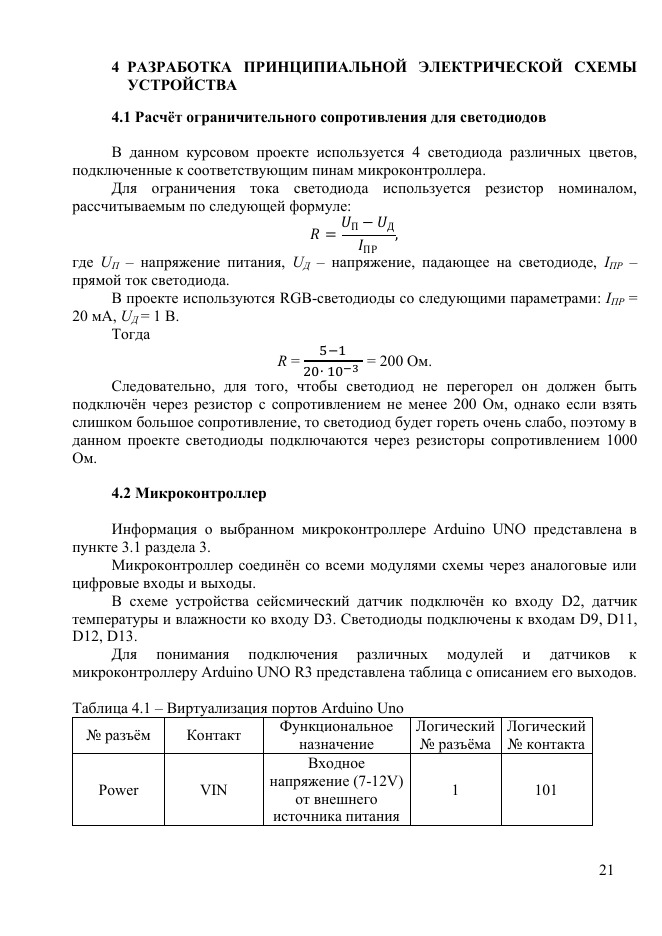 4 РАЗРАБОТКА ПРИНЦИПИАЛЬНОЙ ЭЛЕКТРИЧЕСКОЙ СХЕМЫ
УСТРОЙСТВА
4.1 Расчёт ограничительного сопротивления для светодиодов
В данном курсовом проекте используется 4 светодиода различных цветов,
подключенные к соответствующим пинам микроконтроллера.
Для ограничения тока светодиода используется резистор номиналом,
рассчитываемым по следующей формуле:
R = (U_П − U_Д) / I_ПР,
где U_П – напряжение питания, U_Д – напряжение, падающее на светодиоде, I_ПР –
прямой ток светодиода.
В проекте используются RGB-светодиоды со следующими параметрами: I_ПР =
20 мА, U_Д = 1 В.
Тогда
R = (5−1) / (20· 10⁻³) = 200 Ом.
Следовательно, для того, чтобы светодиод не перегорел он должен быть
подключён через резистор с сопротивлением не менее 200 Ом, однако если взять
слишком большое сопротивление, то светодиод будет гореть очень слабо, поэтому в
данном проекте светодиоды подключаются через резисторы сопротивлением 1000
Ом.
4.2 Микроконтроллер
Информация о выбранном микроконтроллере Arduino UNO представлена в
пункте 3.1 раздела 3.
Микроконтроллер соединён со всеми модулями схемы через аналоговые или
цифровые входы и выходы.
В схеме устройства сейсмический датчик подключён ко входу D2, датчик
температуры и влажности ко входу D3. Светодиоды подключены к входам D9, D11,
D12, D13.
Для понимания подключения различных модулей и датчиков к
микроконтроллеру Arduino UNO R3 представлена таблица с описанием его выходов.
Таблица 4.1 – Виртуализация портов Arduino Uno
№ разъём Контакт Функциональное назначение Логический № разъёма Логический № контакта
Power VIN Входное напряжение (7-12V) от внешнего источника питания 1 101
21